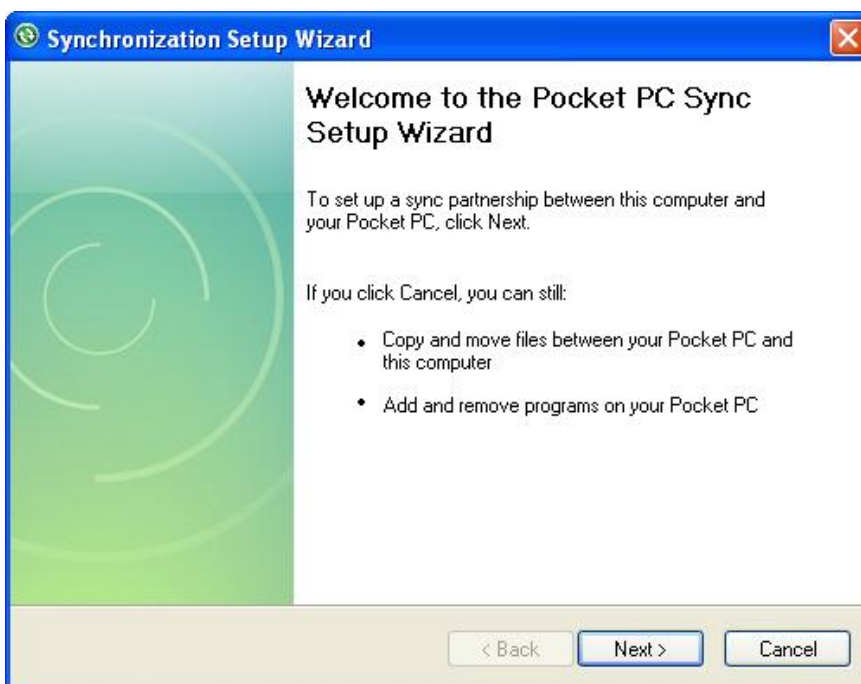 Synchronization Setup Wizard
Welcome to the Pocket PC Sync
Setup Wizard
To set up a sync partnership between this computer and
your Pocket PC, click Next.
If you click Cancel, you can still:
• Copy and move files between your Pocket PC and
this computer
• Add and remove programs on your Pocket PC
< Back Next > Cancel